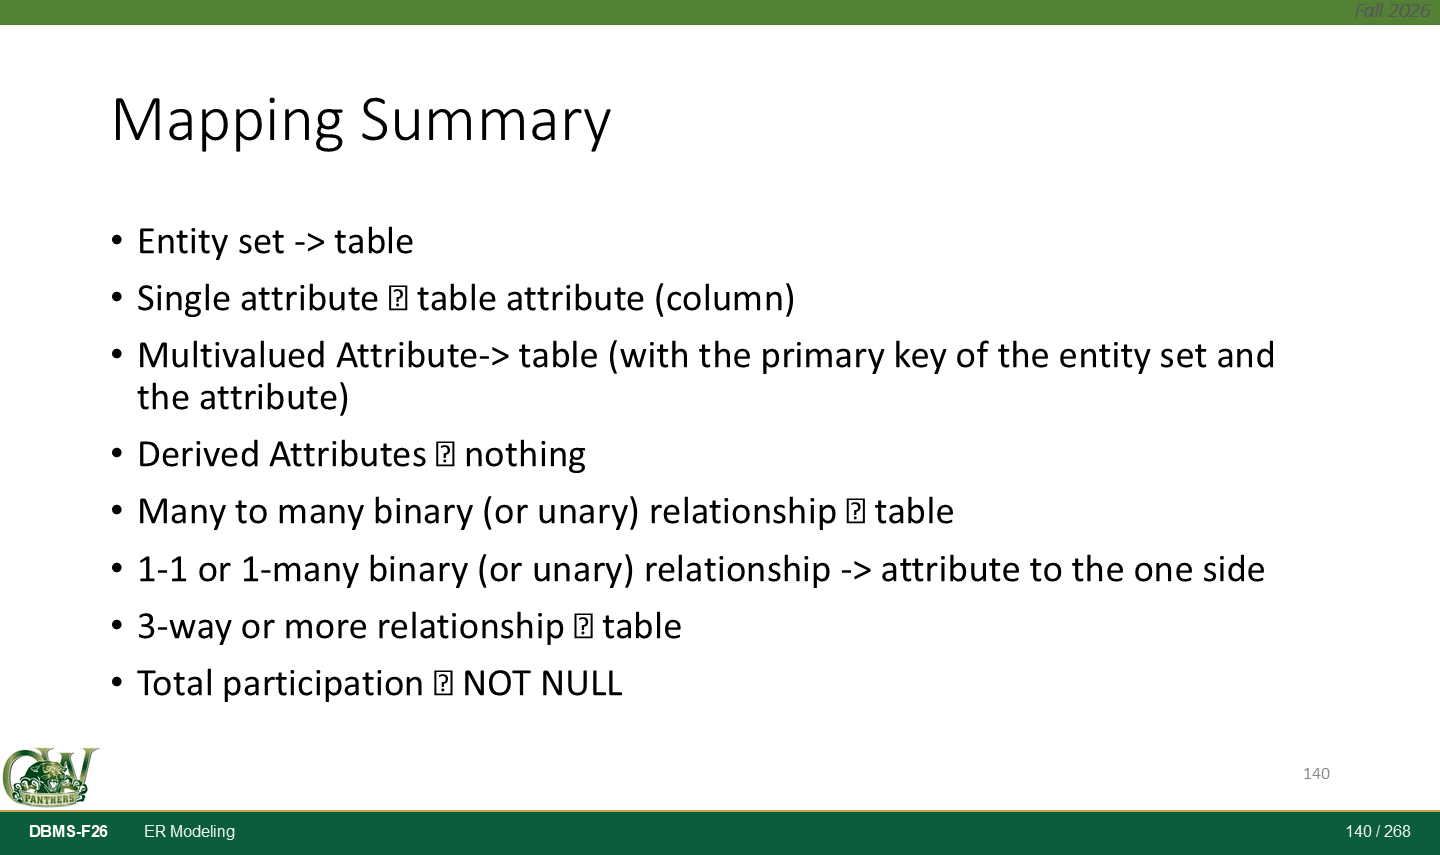 Fall 2026
Mapping Summary
• Entity set -> table
• Single attribute � table attribute (column)
• Multivalued Attribute-> table (with the primary key of the entity set and
the attribute)
• Derived Attributes � nothing
• Many to many binary (or unary) relationship � table
• 1-1 or 1-many binary (or unary) relationship -> attribute to the one side
• 3-way or more relationship � table
• Total participation � NOT NULL
OW
PANTHERS
140
DBMS-F26 ER Modeling 140 / 268